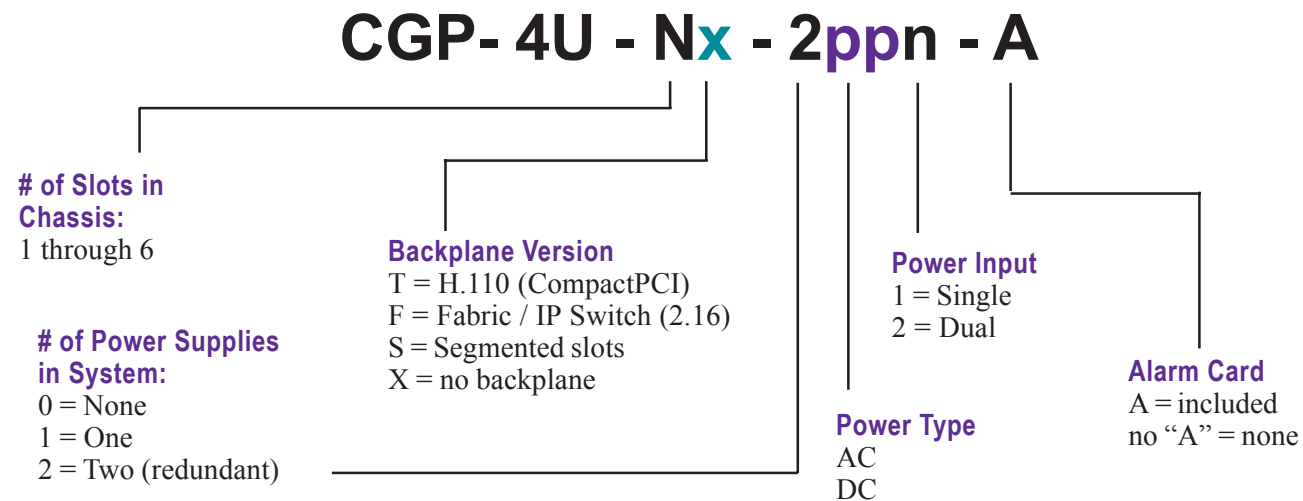 CGP- 4U - Nx - 2ppn - A
# of Slots in
Chassis:
1 through 6
# of Power Supplies
in System:
0 = None
1 = One
2 = Two (redundant)
Backplane Version
T = H.110 (CompactPCI)
F = Fabric / IP Switch (2.16)
S = Segmented slots
X = no backplane
Power Type
AC
DC
Power Input
1 = Single
2 = Dual
Alarm Card
A = included
no “A” = none